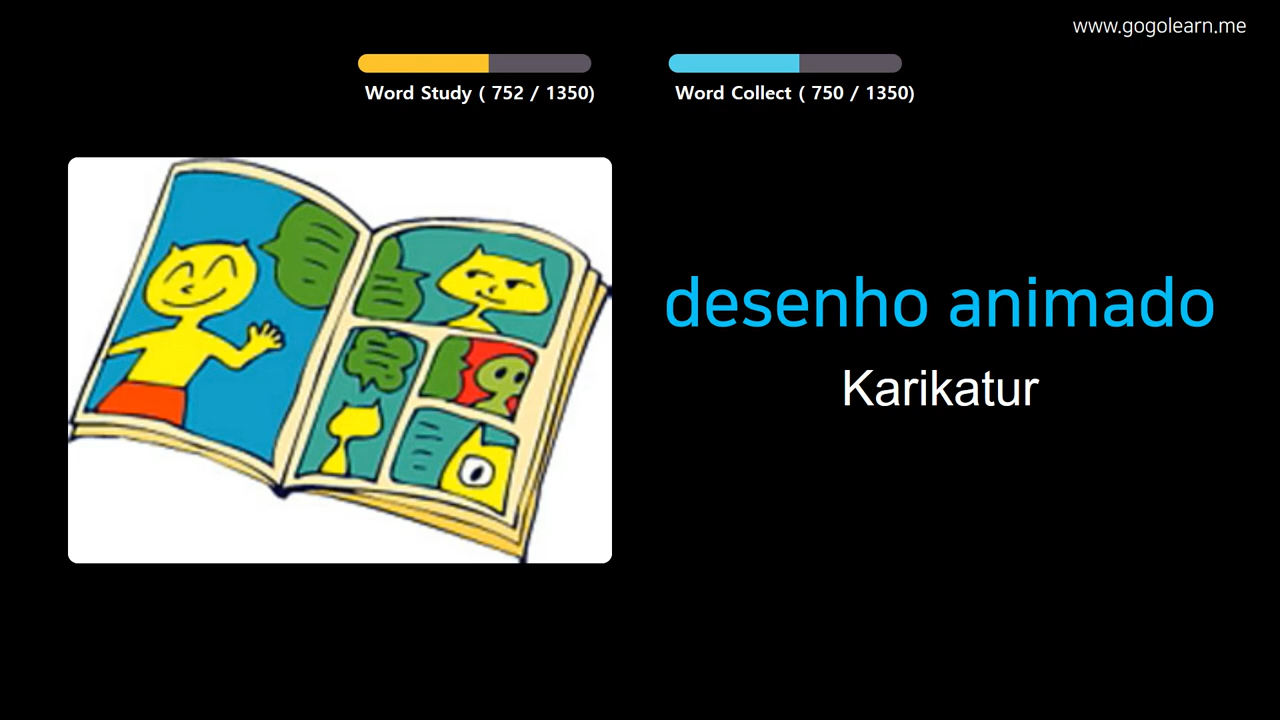 www.gogolearn.me
Word Study ( 752 / 1350)
Word Collect ( 750 / 1350)
desenho animado
Karikatur